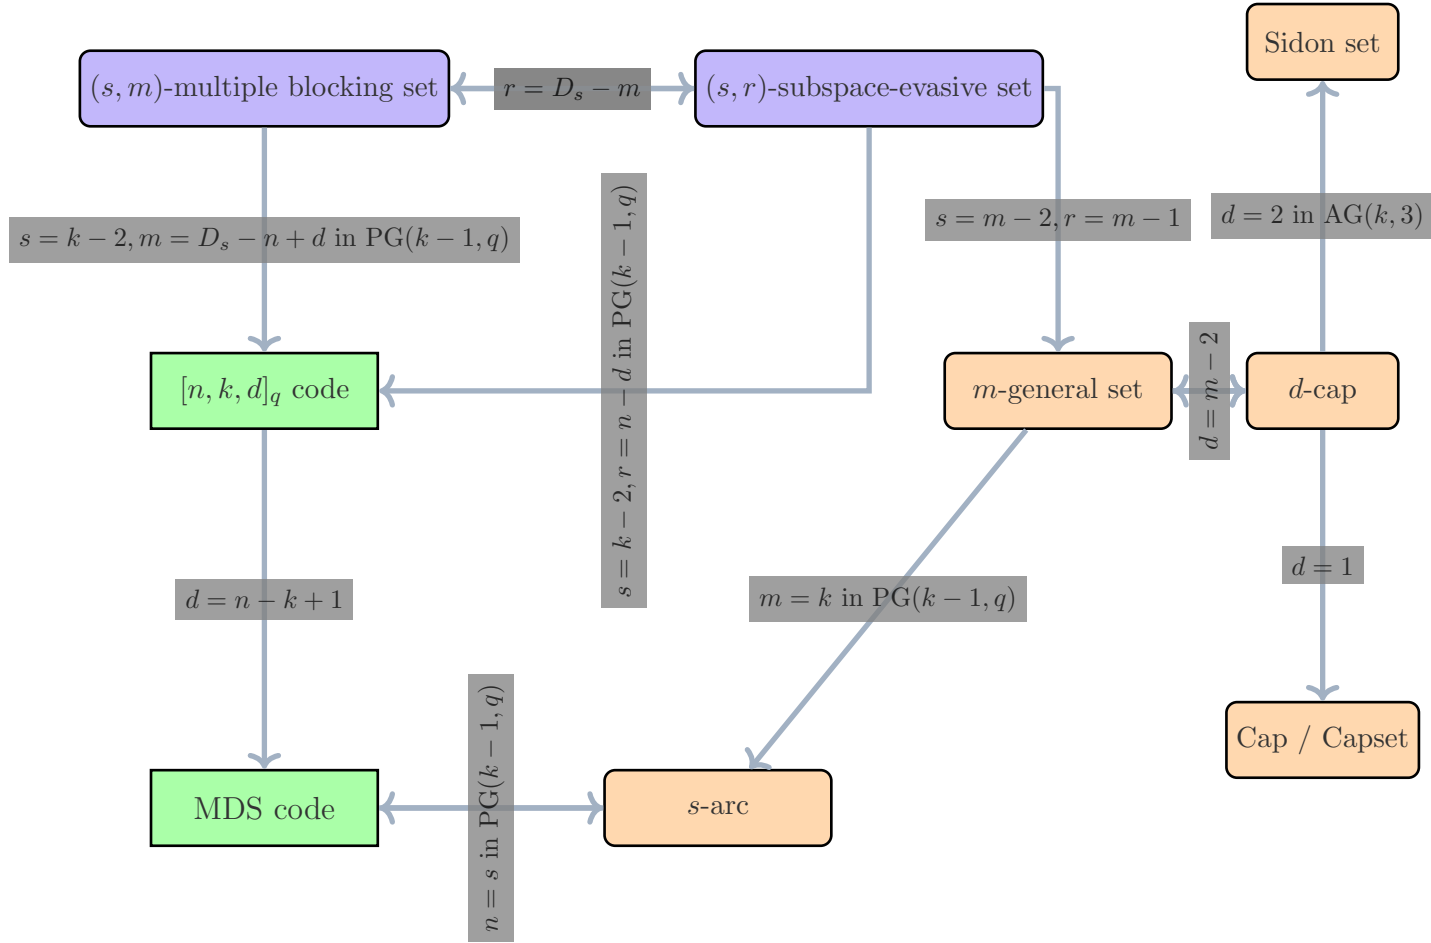 Sidon set
(s, m)-multiple blocking set
r = D_s − m
(s, r)-subspace-evasive set
s = k − 2, m = D_s − n + d in PG(k − 1, q)
s = k − 2, r = n − d in PG(k − 1, q)
s = m − 2, r = m − 1
d = 2 in AG(k, 3)
[n, k, d]_q code
m-general set
d = m − 2
d-cap
d = n − k + 1
m = k in PG(k − 1, q)
d = 1
Cap / Capset
MDS code
n = s in PG(k − 1, q)
s-arc